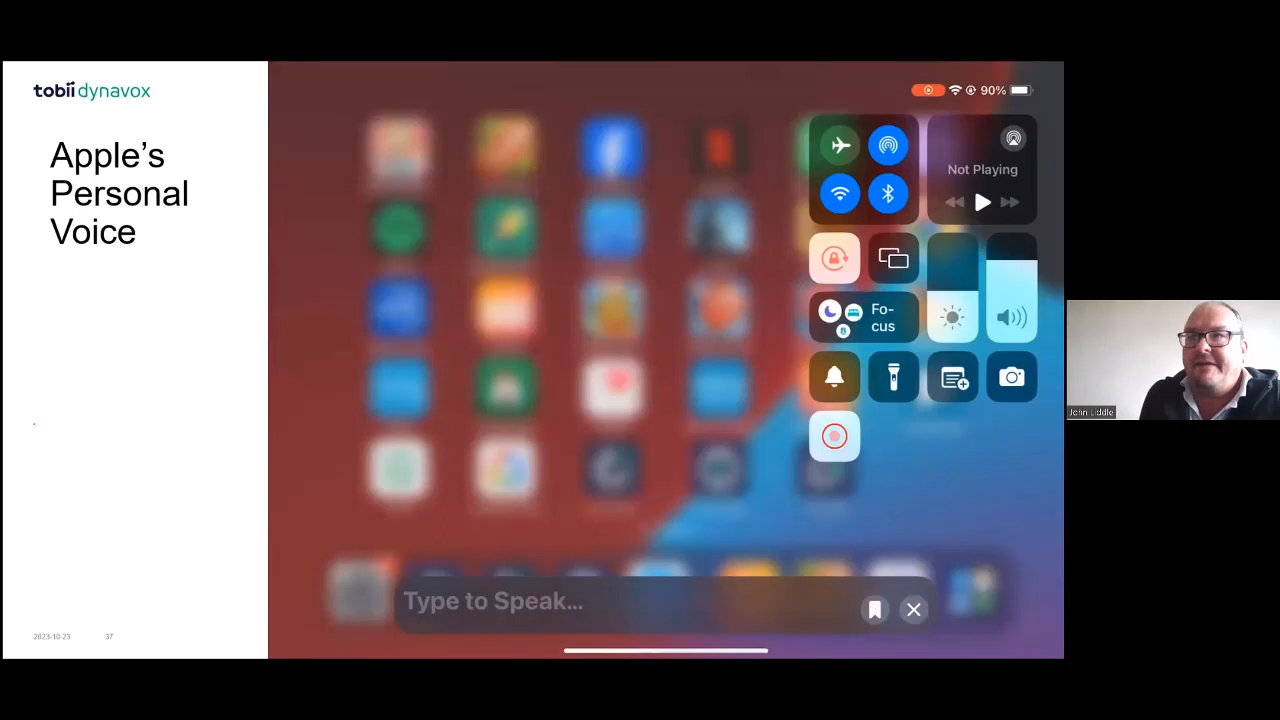 tobii dynavox
Apple's
Personal
Voice
2023-10-23
37
90%
Not Playing
Fo-
cus
Type to Speak...
John Liddle